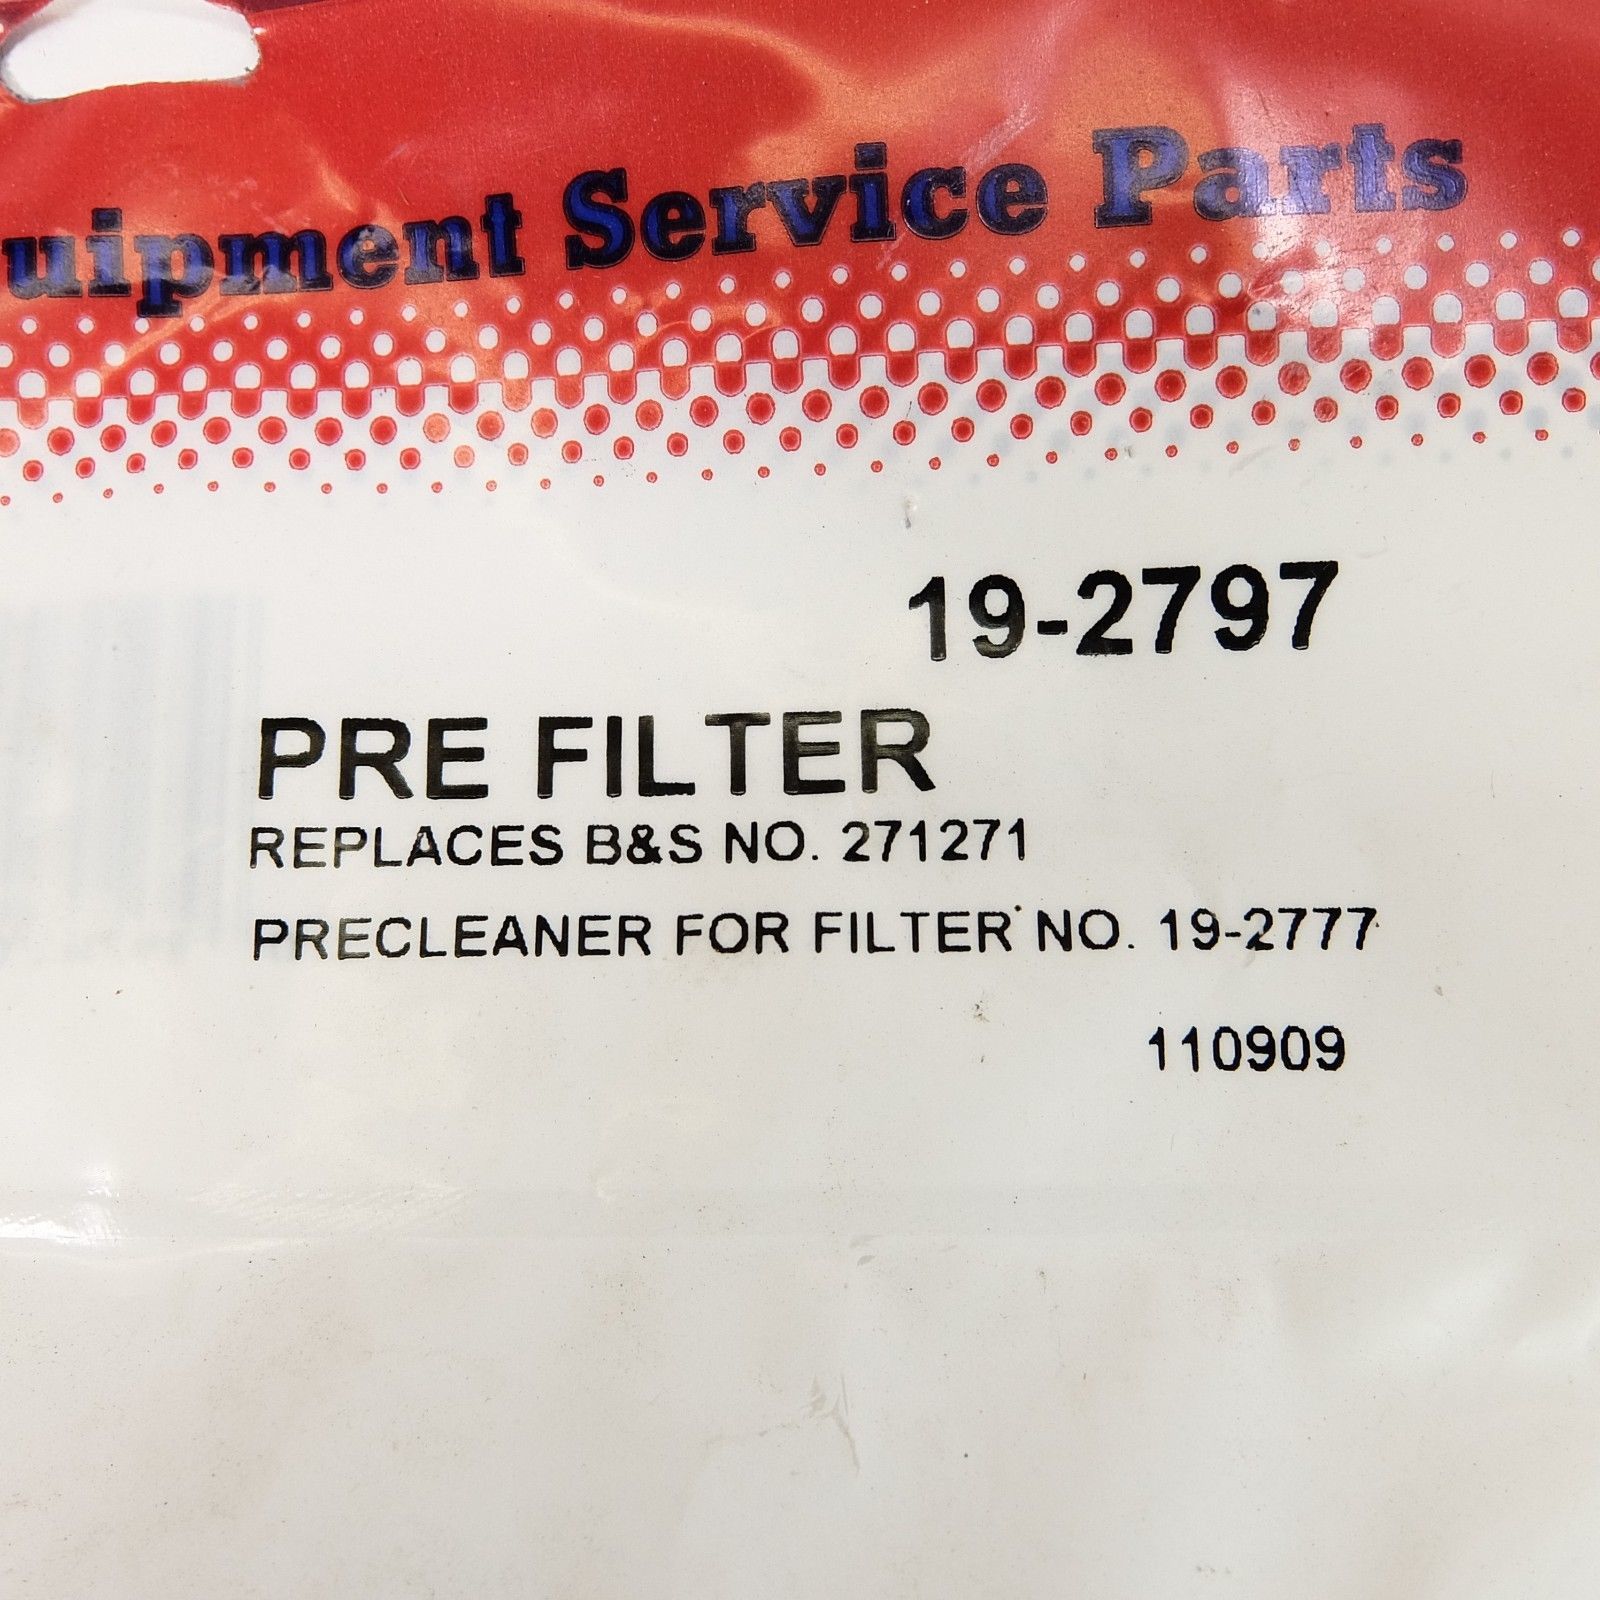 uipment Service Parts
19-2797
PRE FILTER
REPLACES B&S NO. 271271
PRECLEANER FOR FILTER NO. 19-2777
110909